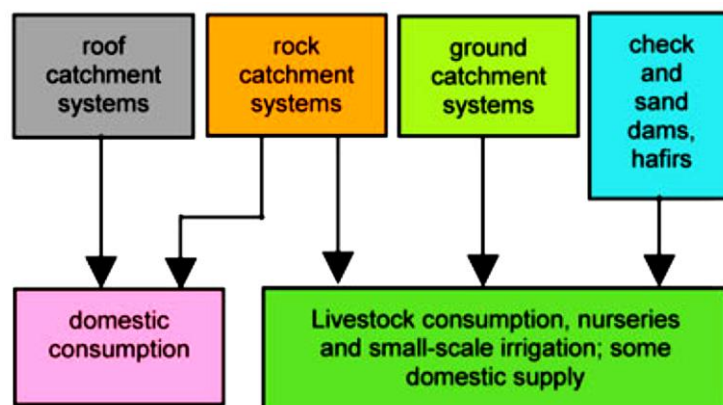 roof
catchment
systems
rock
catchment
systems
ground
catchment
systems
check
and
sand
dams,
hafirs
domestic
consumption
Livestock consumption, nurseries
and small-scale irrigation; some
domestic supply